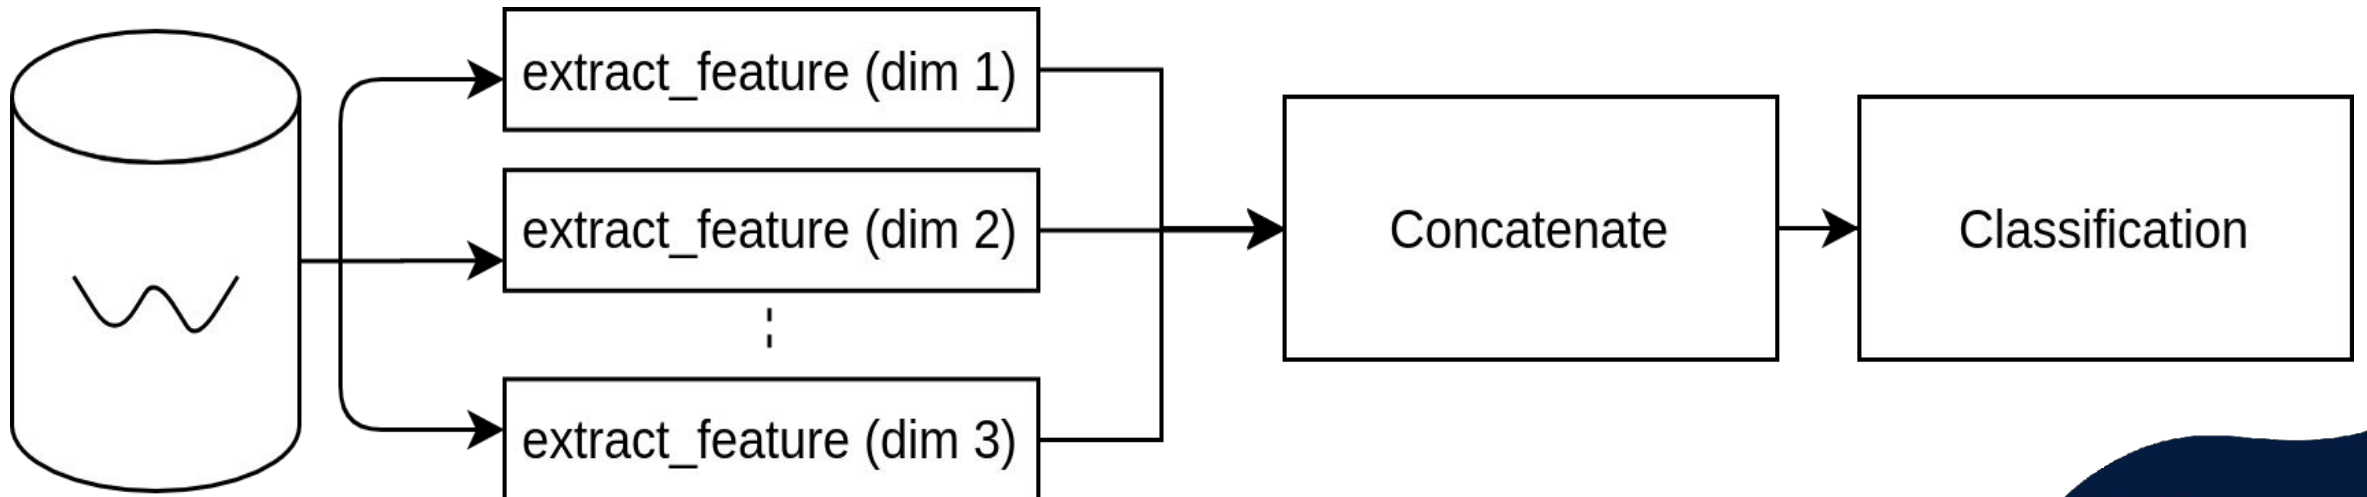 extract_feature (dim 1)
extract_feature (dim 2)
extract_feature (dim 3)
Concatenate
Classification